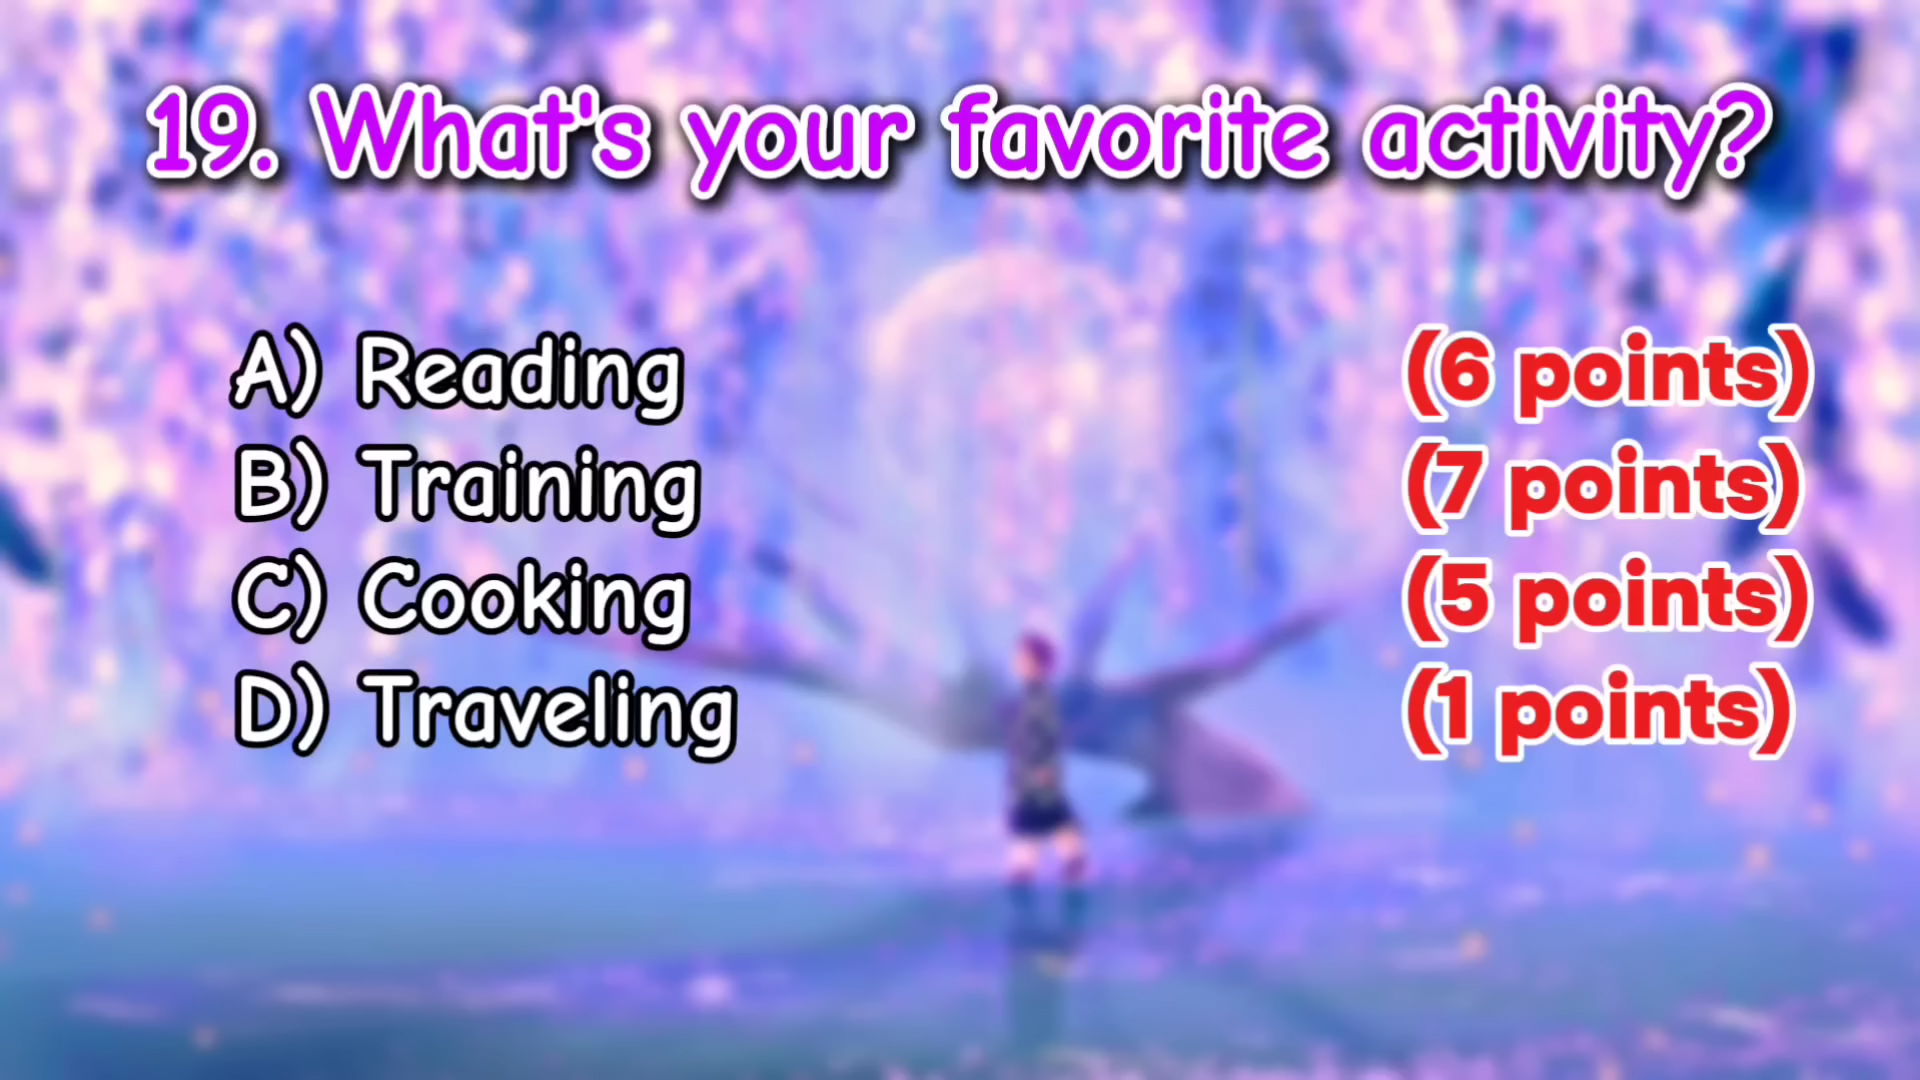 19. What's your favorite activity?
A) Reading (6 points)
B) Training (7 points)
C) Cooking (5 points)
D) Traveling (1 points)